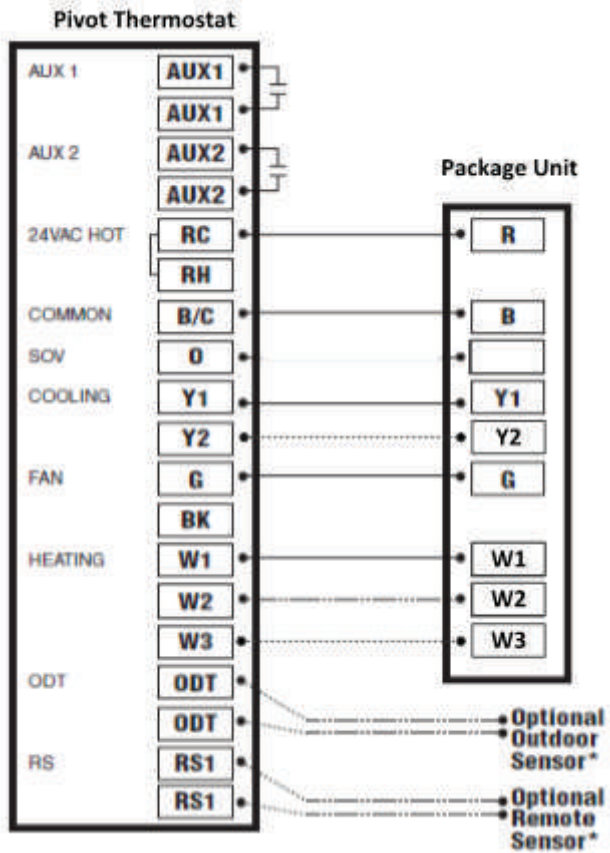 Pivot Thermostat
AUX 1 AUX1
AUX1
AUX 2 AUX2
AUX2
Package Unit
24VAC HOT RC R
RH
COMMON B/C B
SOV O
COOLING Y1 Y1
Y2 Y2
FAN G G
BK
HEATING W1 W1
W2 W2
W3 W3
ODT ODT
ODT
Optional
Outdoor
Sensor*
RS RS1
RS1
Optional
Remote
Sensor*